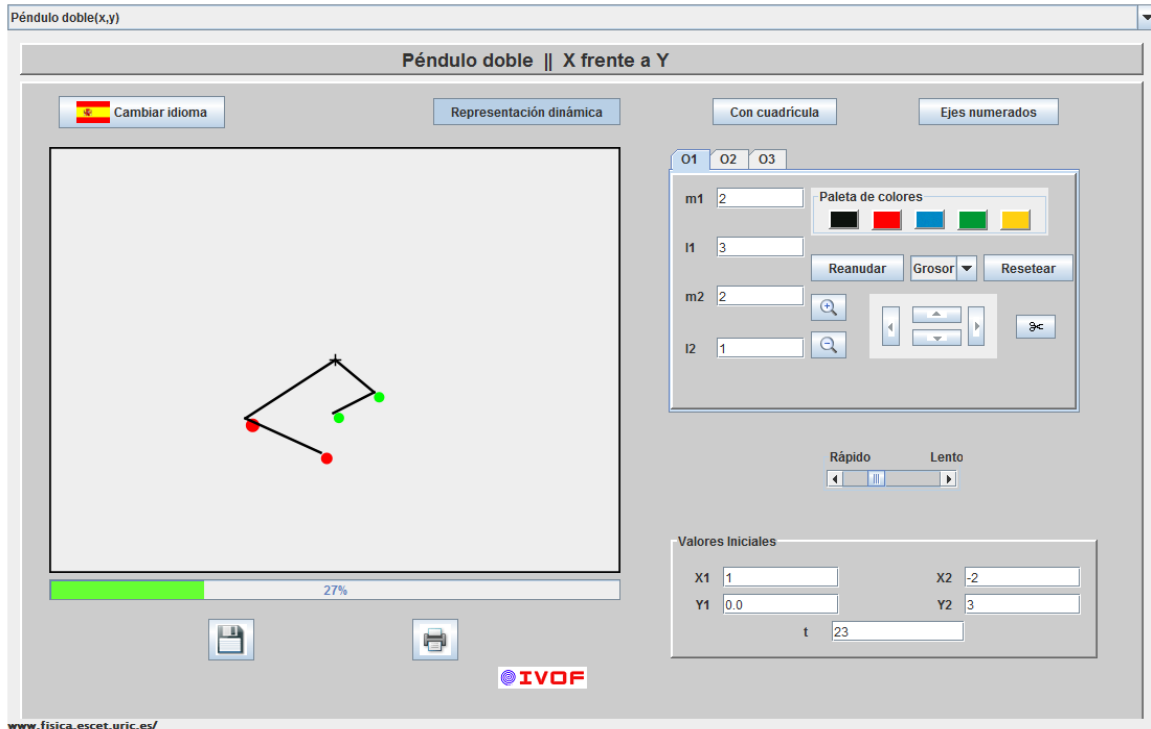 Péndulo doble(x,y)
Péndulo doble || X frente a Y
Cambiar idioma
Representación dinámica
Con cuadrícula
Ejes numerados
O1 O2 O3
m1 2
Paleta de colores
l1 3
Reanudar Grosor Resetear
m2 2
l2 1
Rápido Lento
27%
Valores Iniciales
X1 1 X2 -2
Y1 0.0 Y2 3
t 23
IVOF
www.fisica.escet.urjc.es/